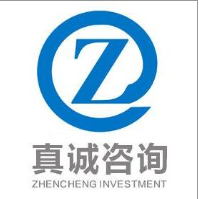 Z
真诚咨询
ZHENCHENG INVESTMENT